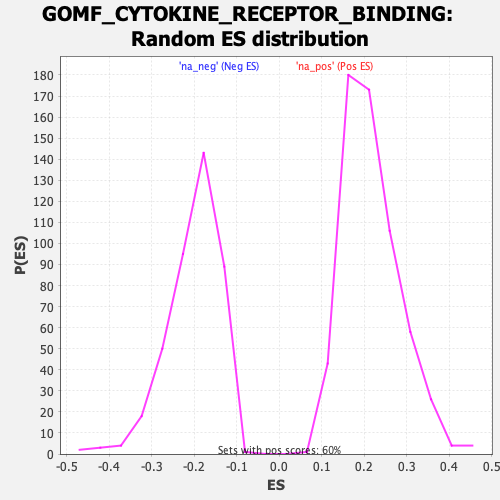 GOMF_CYTOKINE_RECEPTOR_BINDING:
Random ES distribution
'na_neg' (Neg ES) 'na_pos' (Pos ES)
180
170
160
150
140
130
120
110
100
90
80
70
60
50
40
30
20
10
0
P(ES)
Sets with pos scores: 60%
-0.5 -0.4 -0.3 -0.2 -0.1 0.0 0.1 0.2 0.3 0.4 0.5
ES